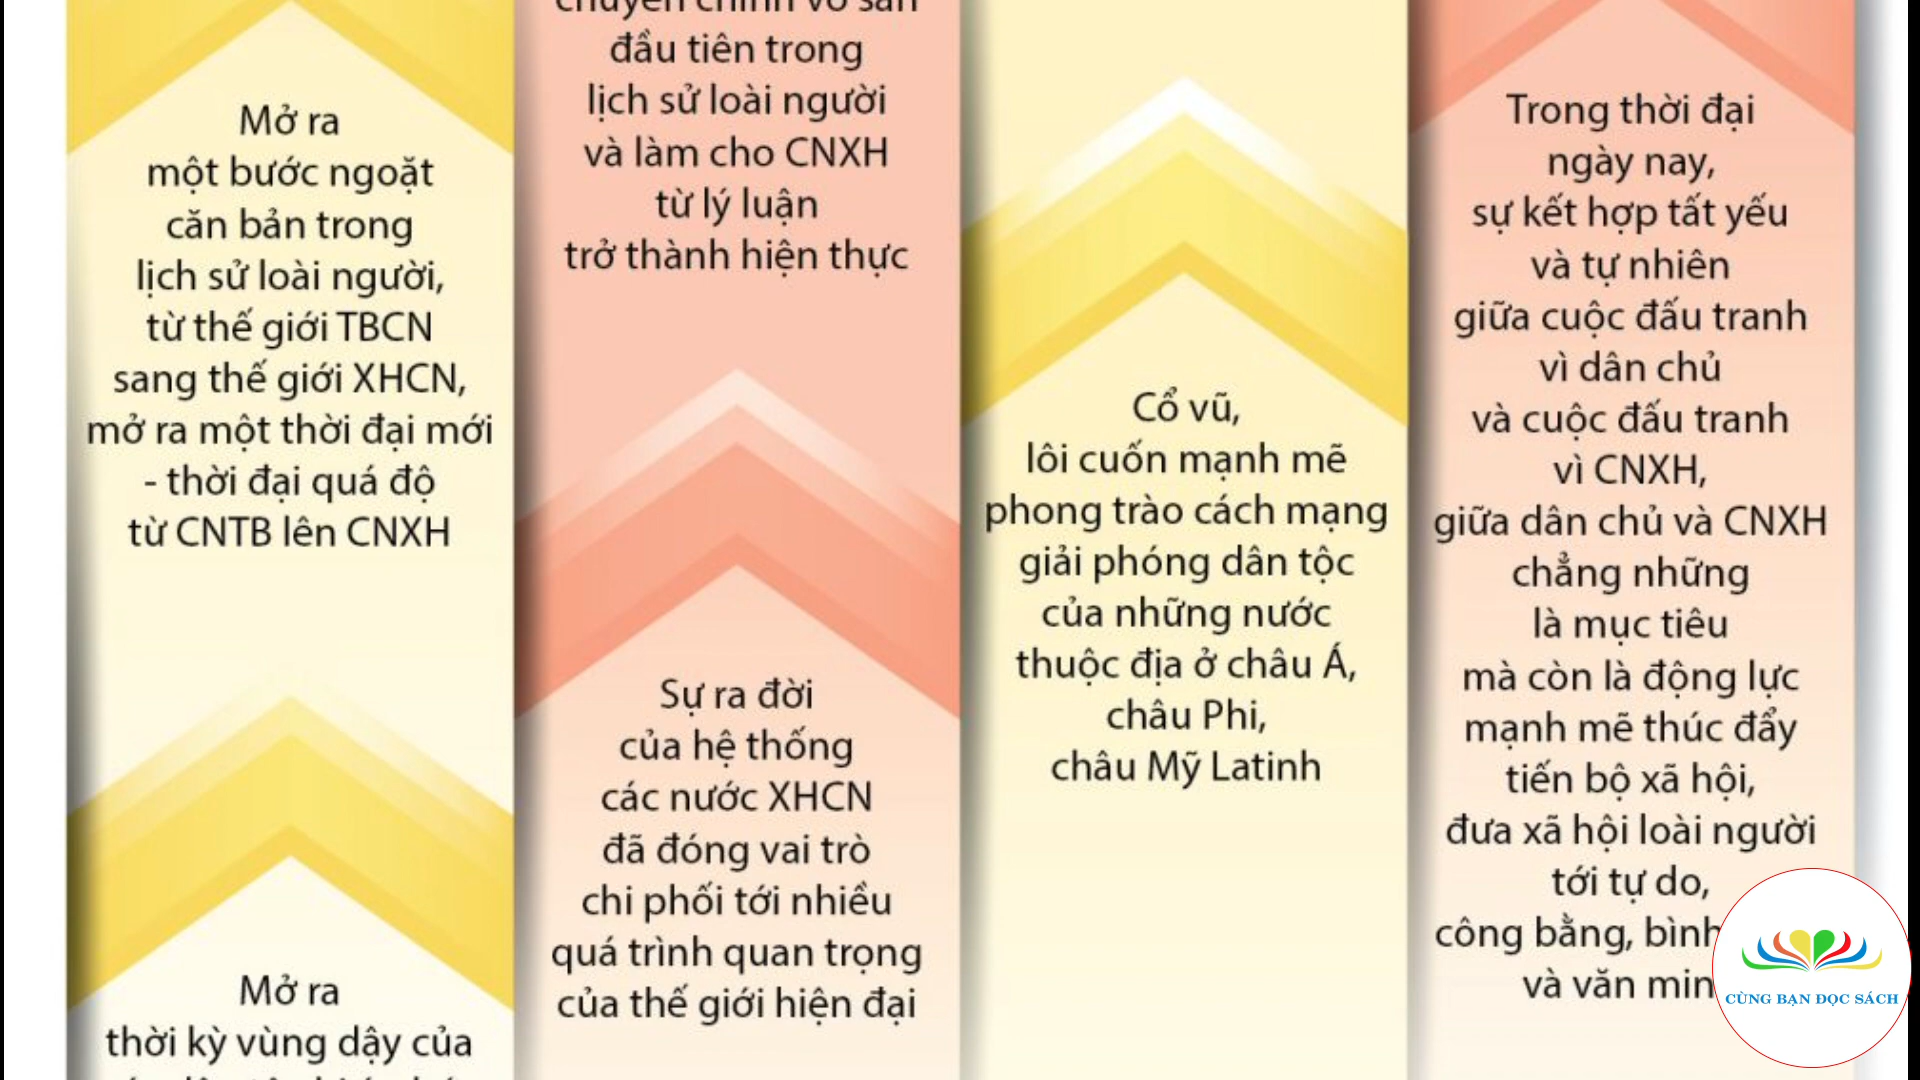 Mở ra
một bước ngoặt
căn bản trong
lịch sử loài người,
từ thế giới TBCN
sang thế giới XHCN,
mở ra một thời đại mới
- thời đại quá độ
từ CNTB lên CNXH
Mở ra
thời kỳ vùng dậy của
chuyên chính vô sản
đầu tiên trong
lịch sử loài người
và làm cho CNXH
từ lý luận
trở thành hiện thực
Sự ra đời
của hệ thống
các nước XHCN
đã đóng vai trò
chi phối tới nhiều
quá trình quan trọng
của thế giới hiện đại
Cổ vũ,
lôi cuốn mạnh mẽ
phong trào cách mạng
giải phóng dân tộc
của những nước
thuộc địa ở châu Á,
châu Phi,
châu Mỹ Latinh
Trong thời đại
ngày nay,
sự kết hợp tất yếu
và tự nhiên
giữa cuộc đấu tranh
vì dân chủ
và cuộc đấu tranh
vì CNXH,
giữa dân chủ và CNXH
chẳng những
là mục tiêu
mà còn là động lực
mạnh mẽ thúc đẩy
tiến bộ xã hội,
đưa xã hội loài người
tới tự do,
công bằng, bình
và văn min
CÙNG BẠN ĐỌC SÁCH